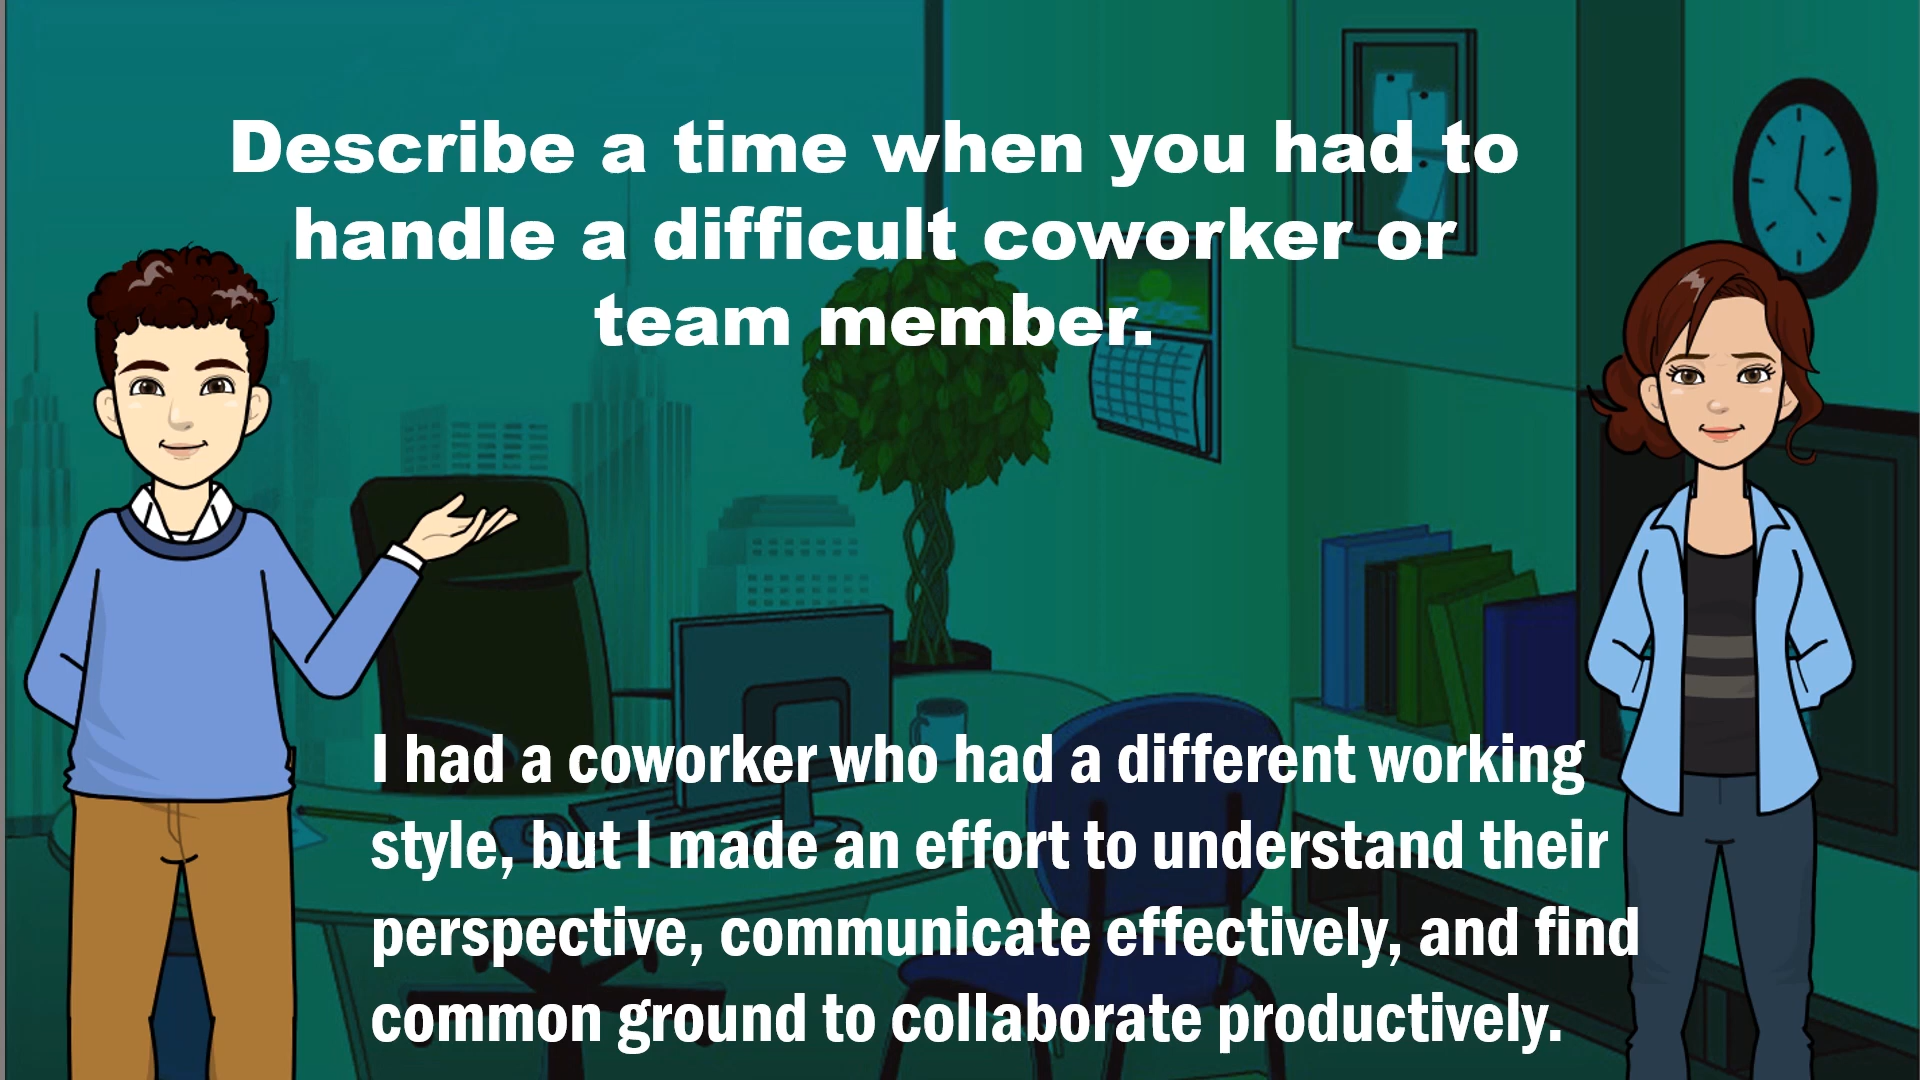 Describe a time when you had to
handle a difficult coworker or
team member.
I had a coworker who had a different working
style, but I made an effort to understand their
perspective, communicate effectively, and find
common ground to collaborate productively.